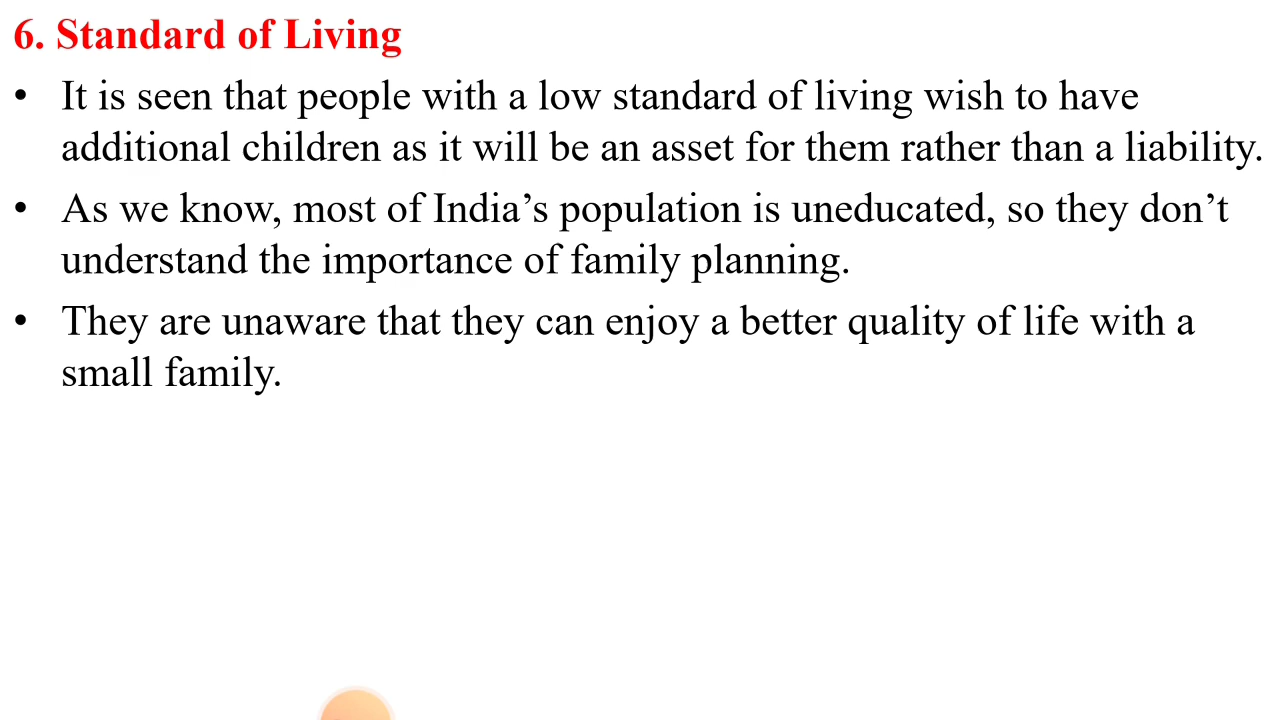 6. Standard of Living
• It is seen that people with a low standard of living wish to have
additional children as it will be an asset for them rather than a liability.
• As we know, most of India’s population is uneducated, so they don’t
understand the importance of family planning.
• They are unaware that they can enjoy a better quality of life with a
small family.